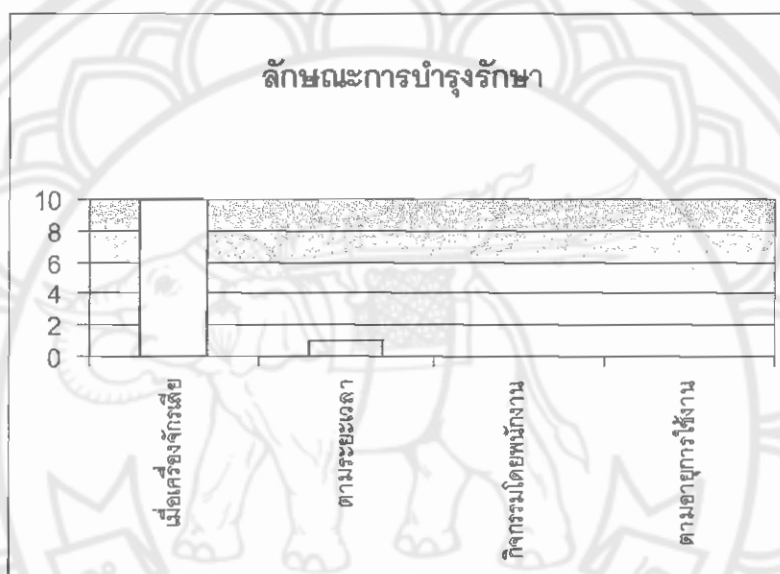 ลักษณะการบำรุงรักษา
10
8
6
4
2
0
เมื่อเครื่องจักรเสีย
ตามระยะเวลา
กิจกรรมโดยพนักงาน
ตามอายุการใช้งาน